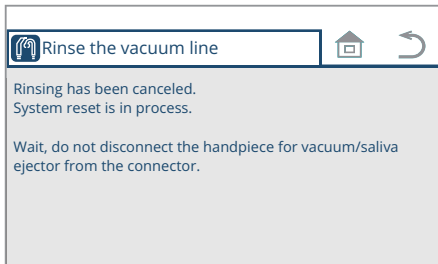 Rinse the vacuum line
Rinsing has been canceled.
System reset is in process.
Wait, do not disconnect the handpiece for vacuum/saliva
ejector from the connector.